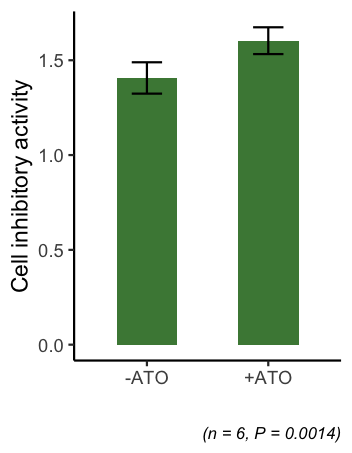 Cell inhibitory activity
1.5
1.0
0.5
0.0
-ATO +ATO
(n = 6, P = 0.0014)